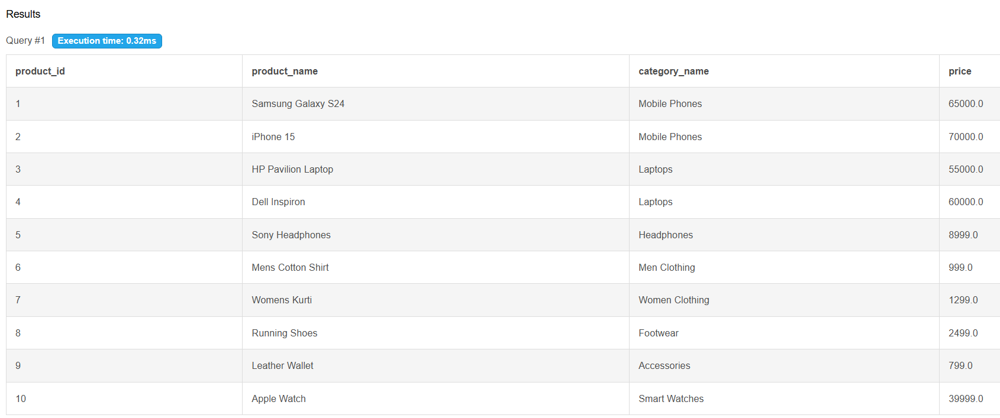 Results
Query #1 Execution time: 0.32ms
product_id product_name category_name price
1 Samsung Galaxy S24 Mobile Phones 65000.0
2 iPhone 15 Mobile Phones 70000.0
3 HP Pavilion Laptop Laptops 55000.0
4 Dell Inspiron Laptops 60000.0
5 Sony Headphones Headphones 8999.0
6 Mens Cotton Shirt Men Clothing 999.0
7 Womens Kurti Women Clothing 1299.0
8 Running Shoes Footwear 2499.0
9 Leather Wallet Accessories 799.0
10 Apple Watch Smart Watches 39999.0